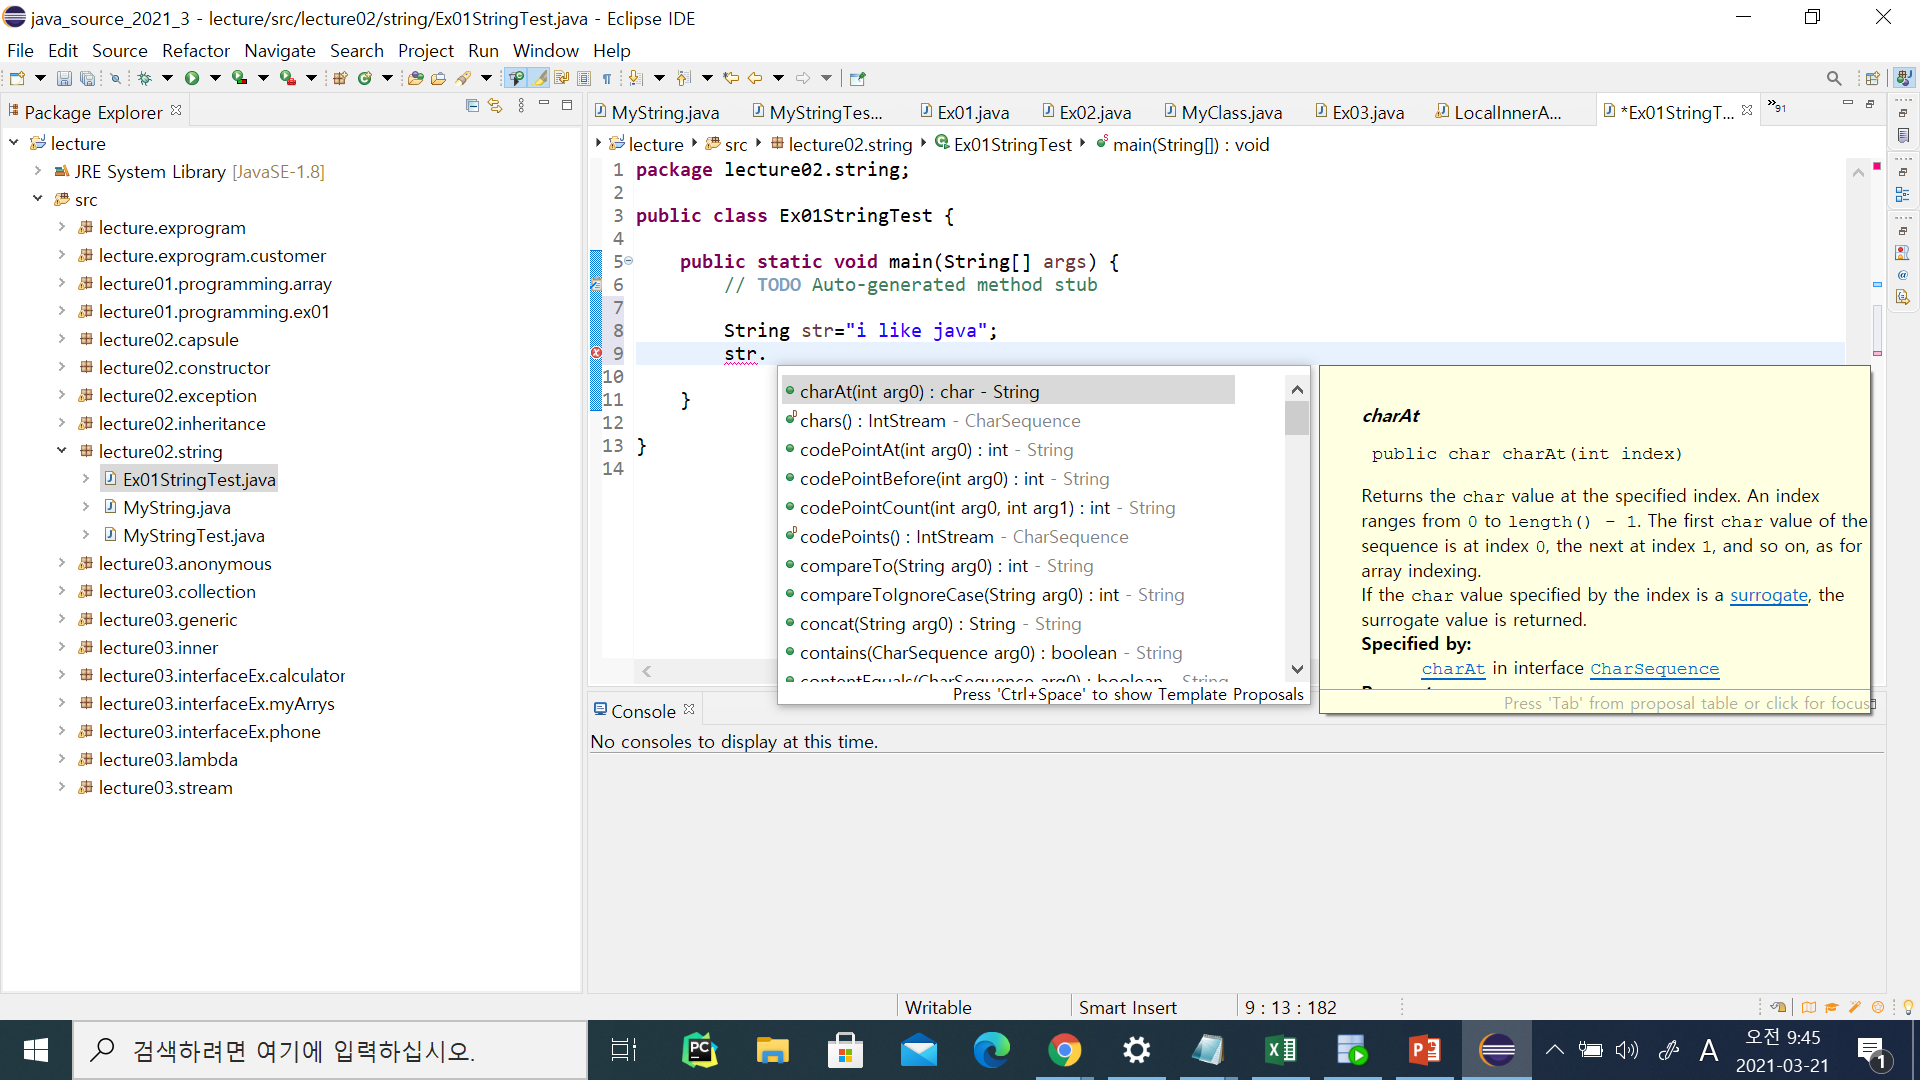 java_source_2021_3 - lecture/src/lecture02/string/Ex01StringTest.java - Eclipse IDE
File Edit Source Refactor Navigate Search Project Run Window Help
Package Explorer
lecture
JRE System Library [JavaSE-1.8]
src
lecture.exprogram
lecture.exprogram.customer
lecture01.programming.array
lecture01.programming.ex01
lecture02.capsule
lecture02.constructor
lecture02.exception
lecture02.inheritance
lecture02.string
Ex01StringTest.java
MyString.java
MyStringTest.java
lecture03.anonymous
lecture03.collection
lecture03.generic
lecture03.inner
lecture03.interfaceEx.calculator
lecture03.interfaceEx.myArrys
lecture03.interfaceEx.phone
lecture03.lambda
lecture03.stream
MyString.java MyStringTes... Ex01.java Ex02.java MyClass.java Ex03.java LocalInnerA... *Ex01StringT... »91
lecture src lecture02.string Ex01StringTest main(String[]) : void
1 package lecture02.string;
2
3 public class Ex01StringTest {
4
5 public static void main(String[] args) {
6 // TODO Auto-generated method stub
7
8 String str="i like java";
9 str.
10
11 }
12
13 }
14
charAt(int arg0) : char - String
chars() : IntStream - CharSequence
codePointAt(int arg0) : int - String
codePointBefore(int arg0) : int - String
codePointCount(int arg0, int arg1) : int - String
codePoints() : IntStream - CharSequence
compareTo(String arg0) : int - String
compareToIgnoreCase(String arg0) : int - String
concat(String arg0) : String - String
contains(CharSequence arg0) : boolean - String
contentEquals(CharSequence arg0) : boolean - String
Press 'Ctrl+Space' to show Template Proposals
charAt
public char charAt(int index)
Returns the char value at the specified index. An index
ranges from 0 to length() - 1. The first char value of the
sequence is at index 0, the next at index 1, and so on, as for
array indexing.
If the char value specified by the index is a surrogate, the
surrogate value is returned.
Specified by:
charAt in interface CharSequence
Press 'Tab' from proposal table or click for focus
Console
No consoles to display at this time.
Writable Smart Insert 9 : 13 : 182
검색하려면 여기에 입력하십시오.
PC
A
오전 9:45
2021-03-21
1